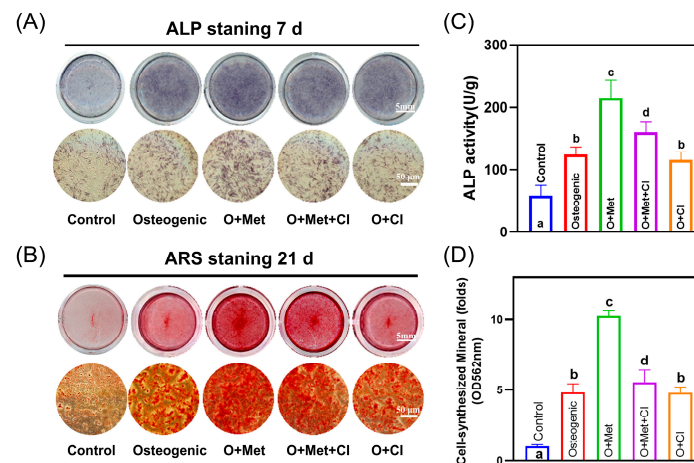 (A)
ALP staning 7 d
5mm
50 μm
Control Osteogenic O+Met O+Met+Cl O+Cl
(B)
ARS staning 21 d
5mm
50 μm
Control Osteogenic O+Met O+Met+Cl O+Cl
(C)
ALP activity(U/g)
300
200
100
0
a b c d b
Control Osteogenic O+Met O+Met+Cl O+Cl
(D)
Cell-synthesized Mineral (folds)
(OD562nm)
10
5
0
a b c d b
Control Osteogenic O+Met O+Met+Cl O+Cl